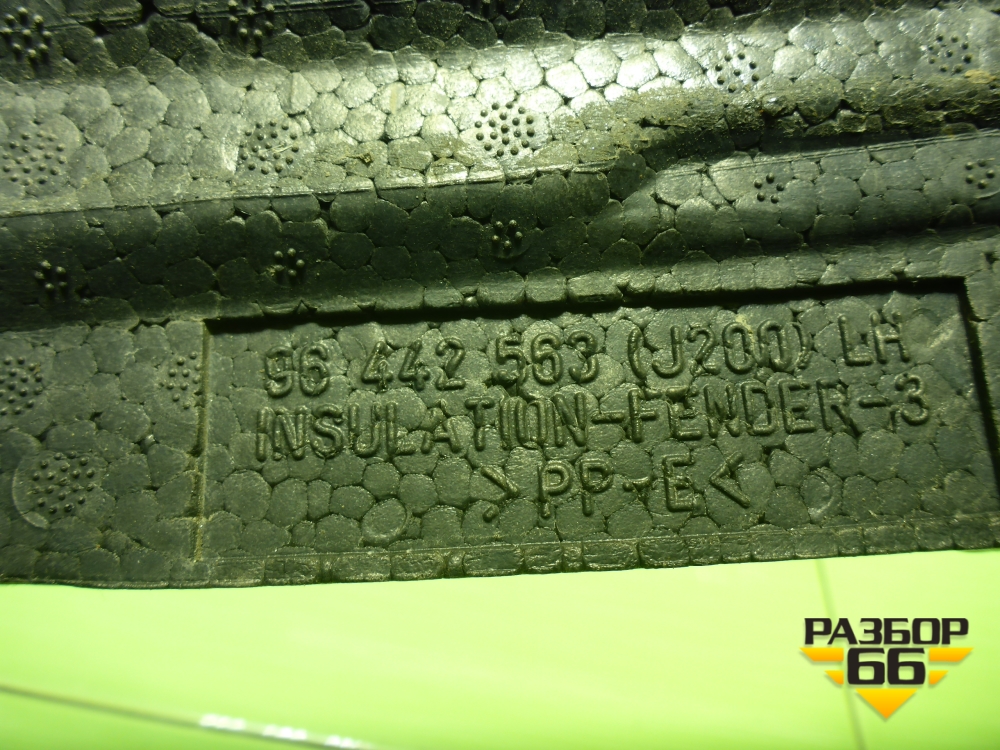 96 442 563 (J200) LH
INSULATION-FENDER-3
>PP-E<
РАЗБОР
66